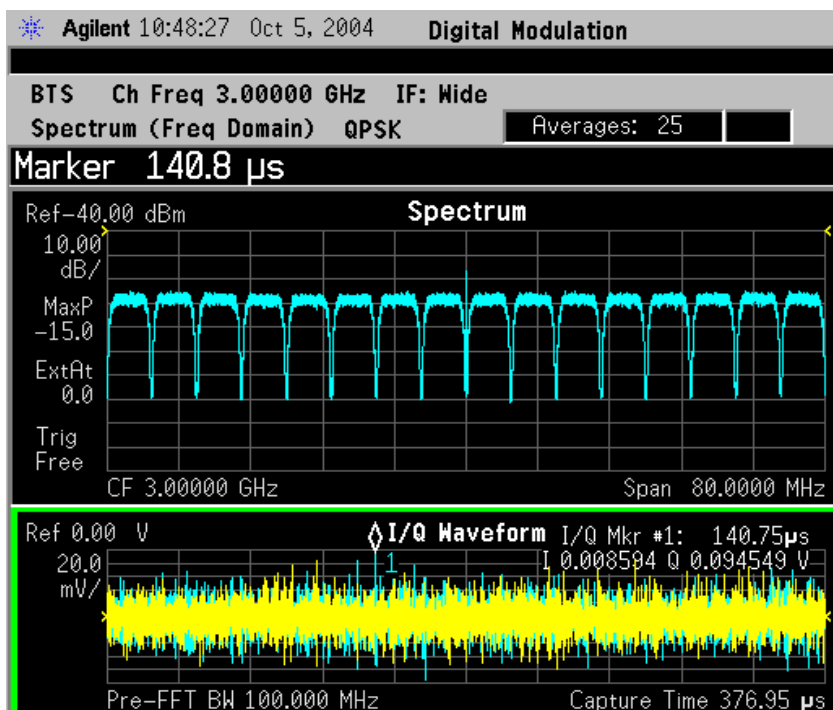 Agilent 10:48:27 Oct 5, 2004 Digital Modulation
BTS Ch Freq 3.00000 GHz IF: Wide
Spectrum (Freq Domain) QPSK Averages: 25
Marker 140.8 µs
Ref-40.00 dBm Spectrum
10.00
dB/
MaxP
-15.0
ExtAt
0.0
Trig
Free
CF 3.00000 GHz Span 80.0000 MHz
Ref 0.00 V I/Q Waveform I/Q Mkr #1: 140.75µs
20.0 1 I 0.008594 Q 0.094549 V
mV/
Pre-FFT BW 100.000 MHz Capture Time 376.95 µs